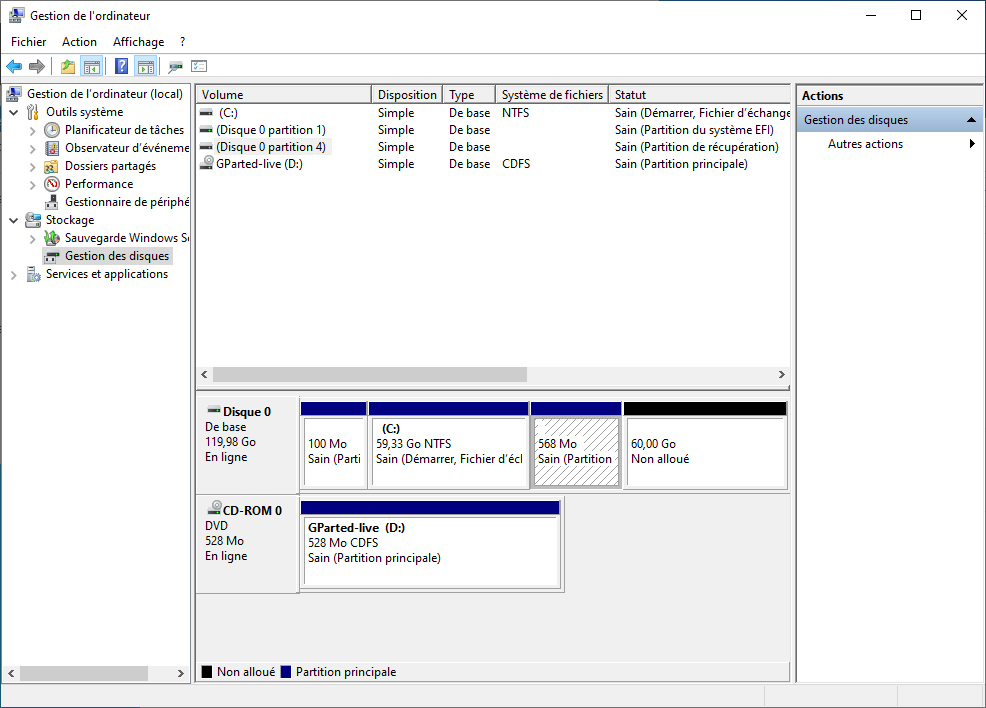 Gestion de l'ordinateur
Fichier Action Affichage ?
Gestion de l'ordinateur (local)
Outils système
Planificateur de tâches
Observateur d'événeme
Dossiers partagés
Performance
Gestionnaire de périphé
Stockage
Sauvegarde Windows Se
Gestion des disques
Services et applications
Volume Disposition Type Système de fichiers Statut
(C:) Simple De base NTFS Sain (Démarrer, Fichier d'échange
(Disque 0 partition 1) Simple De base Sain (Partition du système EFI)
(Disque 0 partition 4) Simple De base Sain (Partition de récupération)
GParted-live (D:) Simple De base CDFS Sain (Partition principale)
Disque 0
De base
119,98 Go
En ligne
100 Mo
Sain (Parti
(C:)
59,33 Go NTFS
Sain (Démarrer, Fichier d'écl
568 Mo
Sain (Partition
60,00 Go
Non alloué
CD-ROM 0
DVD
528 Mo
En ligne
GParted-live (D:)
528 Mo CDFS
Sain (Partition principale)
Non alloué Partition principale
Actions
Gestion des disques
Autres actions